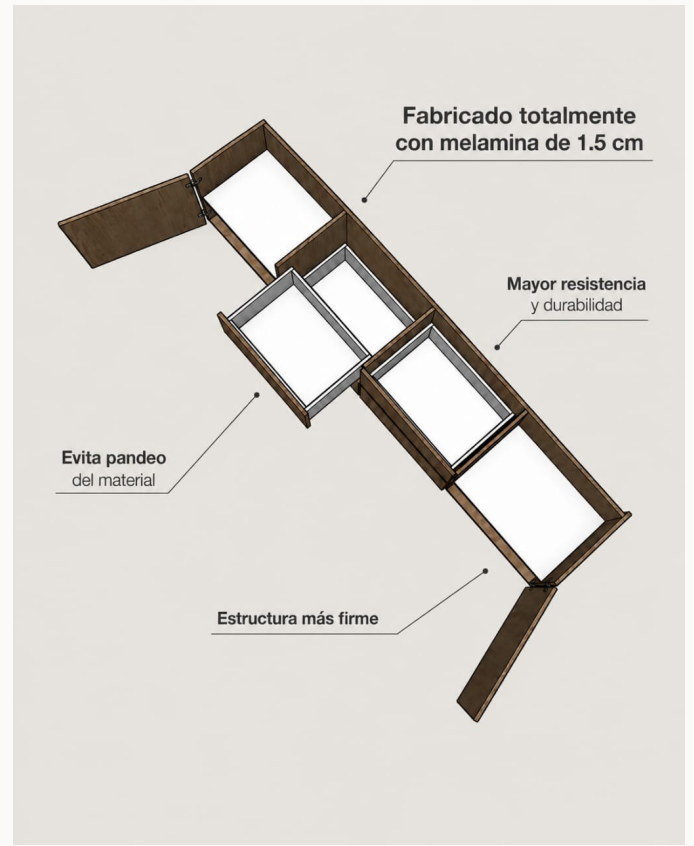 Fabricado totalmente
con melamina de 1.5 cm
Mayor resistencia
y durabilidad
Evita pandeo
del material
Estructura más firme